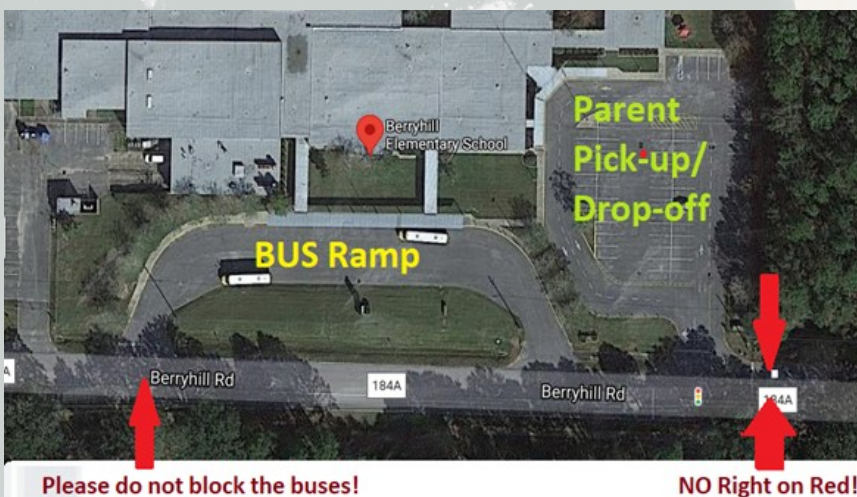 Berryhill
Elementary School
Parent
Pick-up/
Drop-off
BUS Ramp
A
Berryhill Rd
184A
Berryhill Rd
184A
Please do not block the buses!
NO Right on Red!